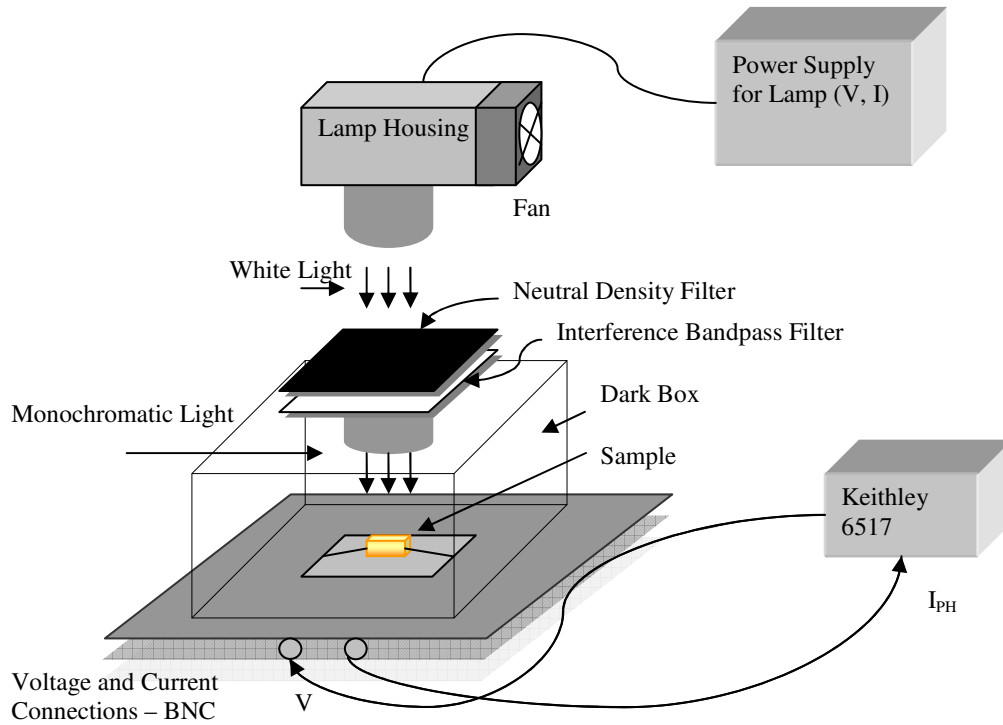 Power Supply
for Lamp (V, I)
Lamp Housing
Fan
White Light
Neutral Density Filter
Interference Bandpass Filter
Monochromatic Light
Dark Box
Sample
Keithley
6517
I_PH
Voltage and Current
Connections – BNC
V